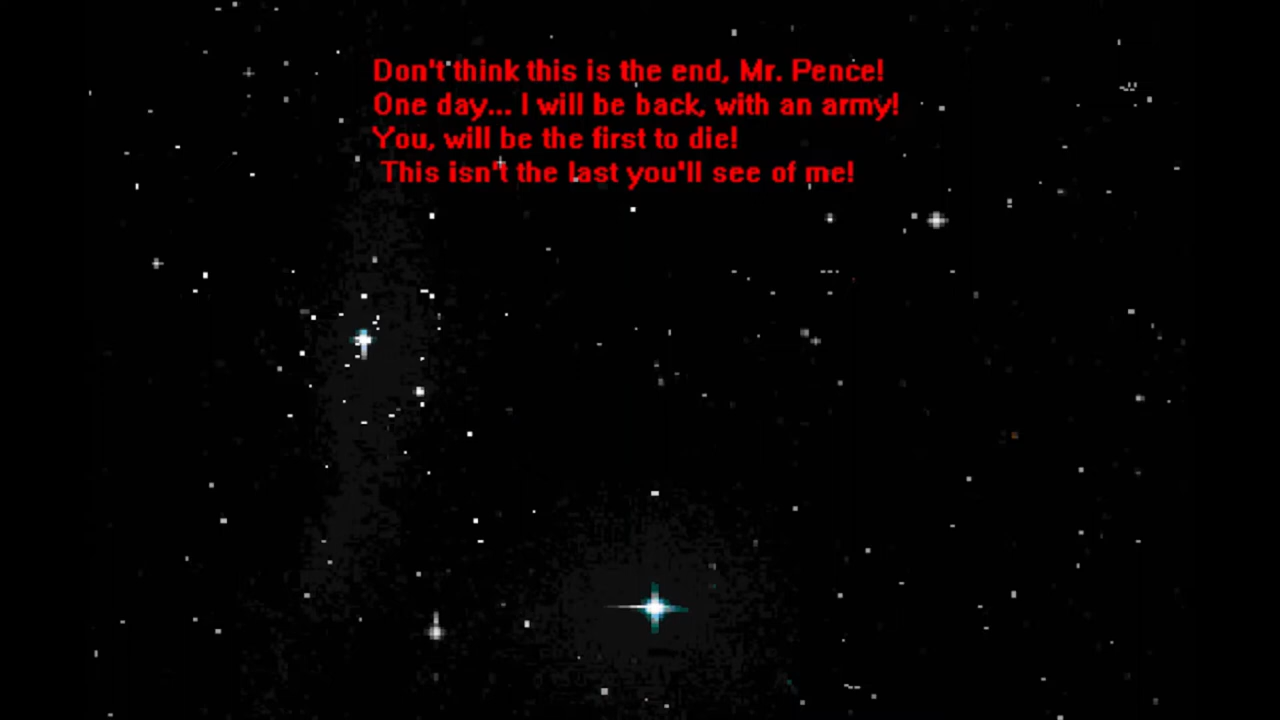 Don't think this is the end, Mr. Pence!
One day... I will be back, with an army!
You, will be the first to die!
This isn't the last you'll see of me!